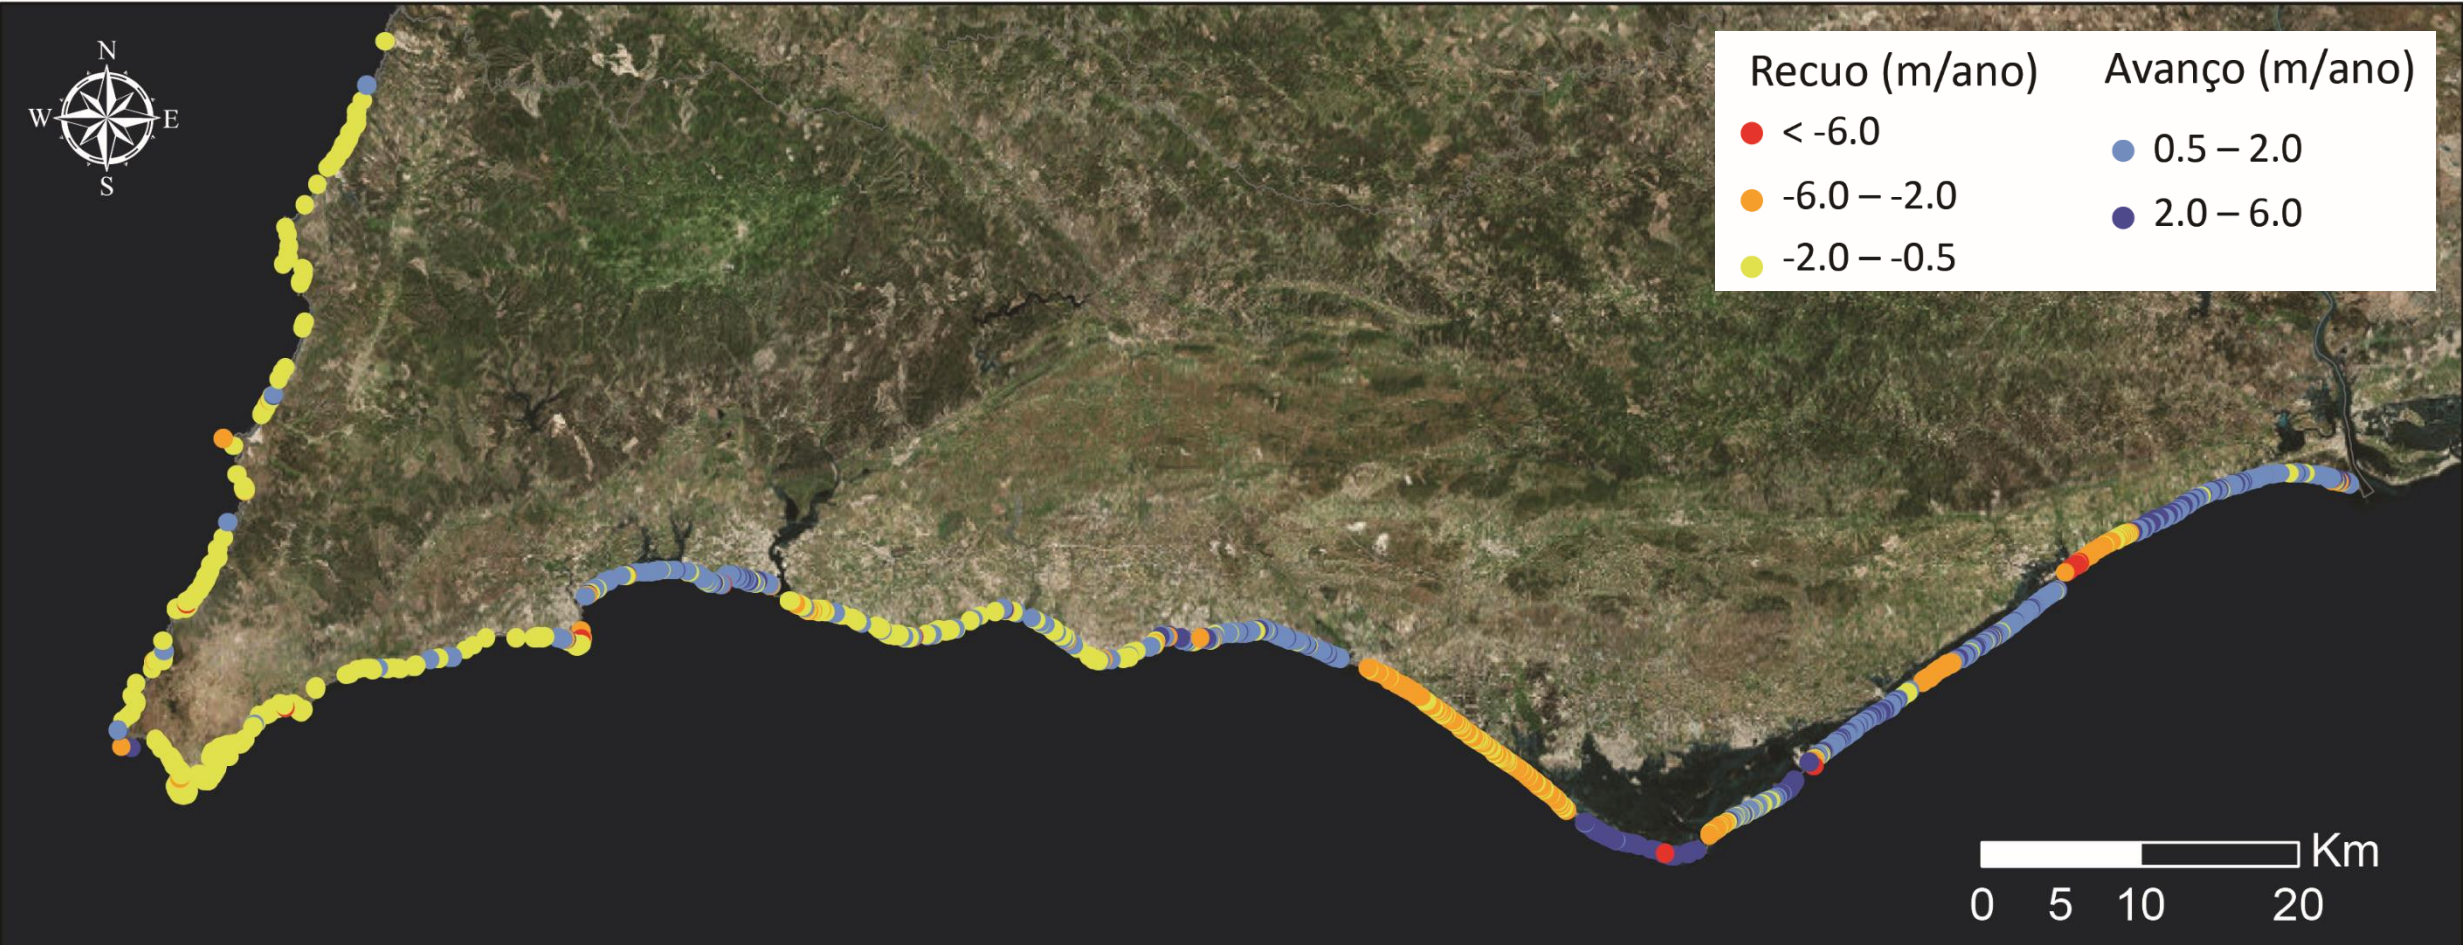 N
W E
S
Recuo (m/ano) Avanço (m/ano)
< -6.0
0.5 – 2.0
-6.0 – -2.0
2.0 – 6.0
-2.0 – -0.5
Km
0 5 10 20